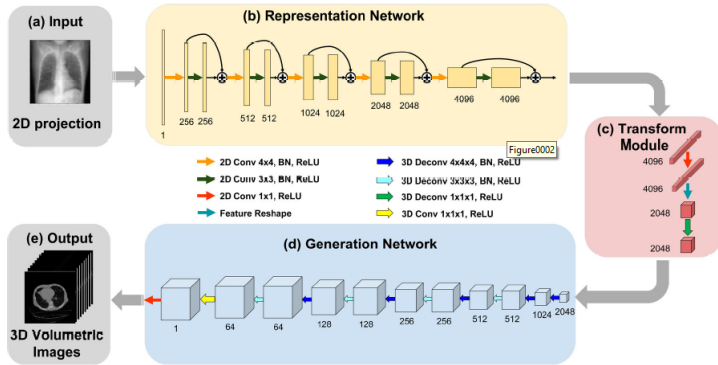 (a) Input
2D projection
(b) Representation Network
1
256 256
512 512
1024 1024
2048 2048
4096 4096
Figure0002
(c) Transform
Module
4096
4096
2048
2048
2D Conv 4x4, BN, ReLU
2D Conv 3x3, BN, ReLU
2D Conv 1x1, ReLU
Feature Reshape
3D Deconv 4x4x4, BN, ReLU
3D Deconv 3x3x3, BN, ReLU
3D Deconv 1x1x1, ReLU
3D Conv 1x1x1, ReLU
(e) Output
3D Volumetric
Images
(d) Generation Network
1 64 64 128 128 256 256 512 512 1024 2048